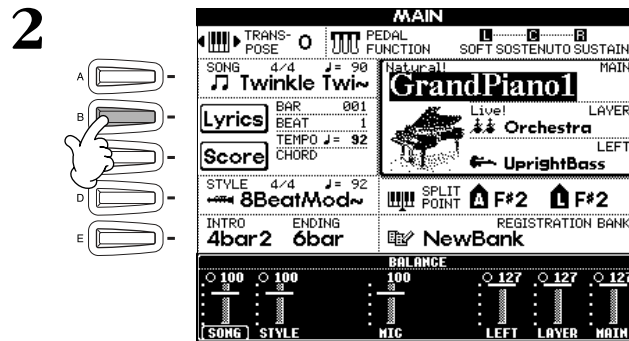 2
A
B
D
E
MAIN
TRANS-
POSE 0
PEDAL
FUNCTION
L C R
SOFT SOSTENUTO SUSTAIN
SONG 4/4 ♩= 90
Twinkle Twi~
Natural! MAIN
GrandPiano1
Lyrics
BAR 001
BEAT 1
TEMPO ♩= 92
Score
CHORD
Live! LAYER
Orchestra
LEFT
UprightBass
STYLE 4/4 ♩= 92
8BeatMod~
SPLIT
POINT A F#2 L F#2
INTRO ENDING
4bar2 6bar
REGISTRATION BANK
NewBank
BALANCE
100 100 100 127 127 127
SONG STYLE MIC LEFT LAYER MAIN